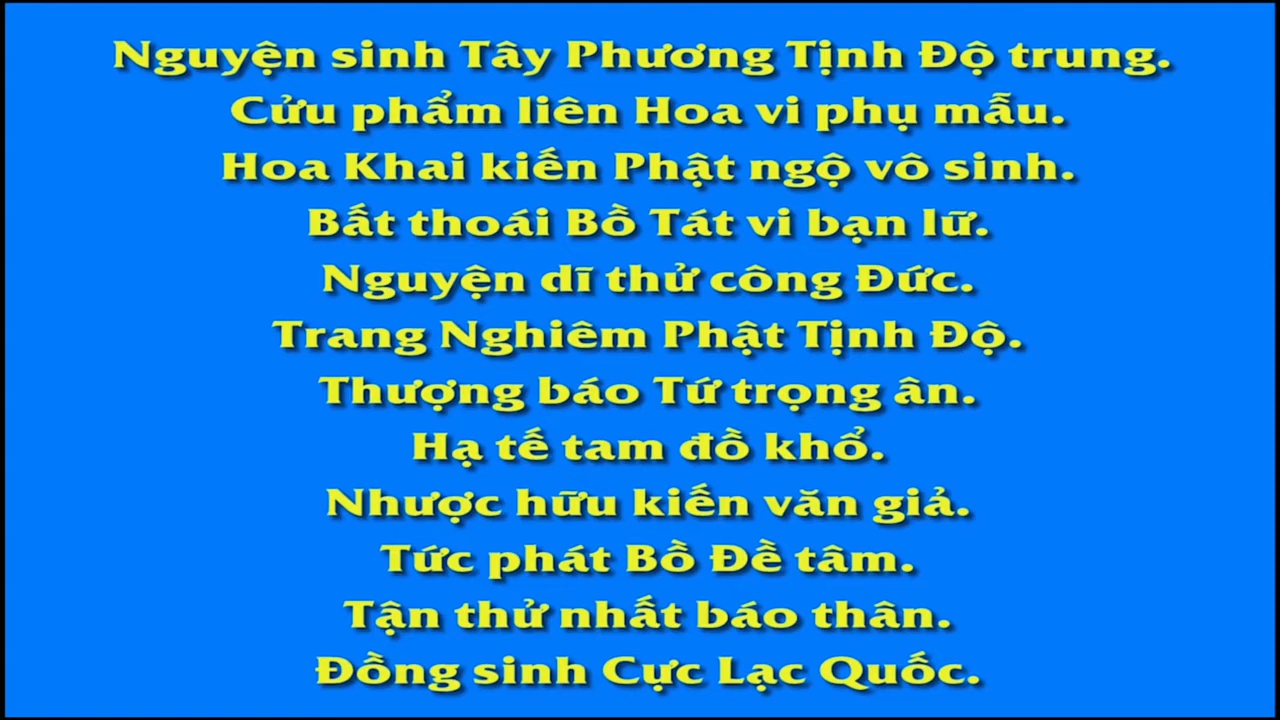 Nguyện sinh Tây Phương Tịnh Độ trung.
Cửu phẩm liên Hoa vi phụ mẫu.
Hoa Khai kiến Phật ngộ vô sinh.
Bất thoái Bồ Tát vi bạn lữ.
Nguyện dĩ thử công Đức.
Trang Nghiêm Phật Tịnh Độ.
Thượng báo Tứ trọng ân.
Hạ tế tam đồ khổ.
Nhược hữu kiến văn giả.
Tức phát Bồ Đề tâm.
Tận thử nhất báo thân.
Đồng sinh Cực Lạc Quốc.